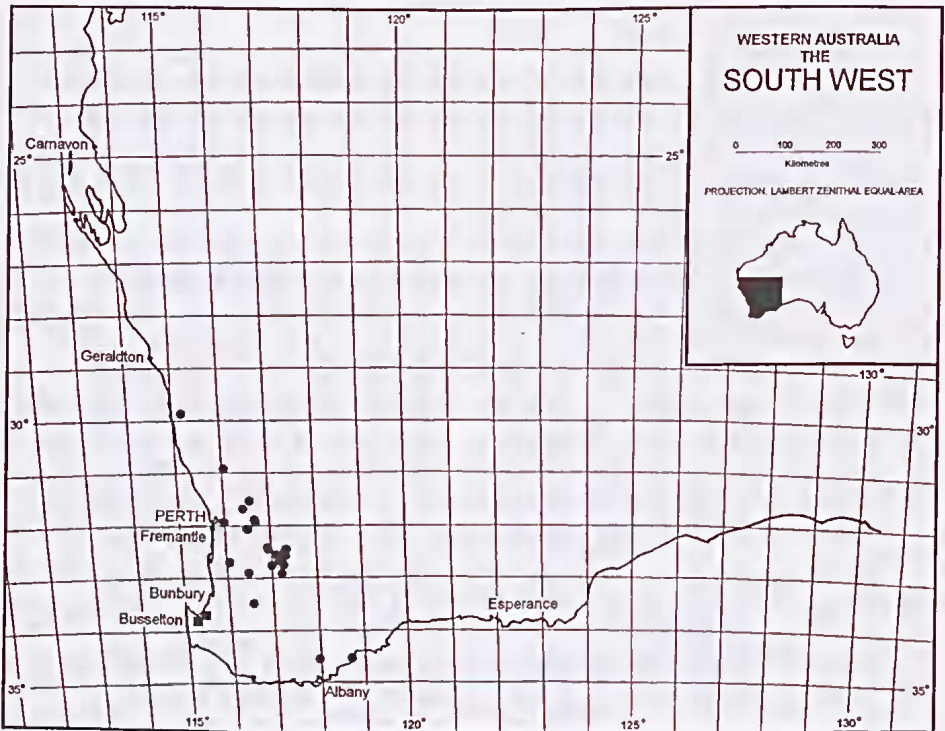 115°
120°
125°
WESTERN AUSTRALIA
THE
SOUTH WEST
0 100 200 300
Kilometres
PROJECTION: LAMBERT ZENITHAL EQUAL-AREA
Carnavon
25°
25°
Geraldton
130°
30°
30°
PERTH
Fremantle
Bunbury
Busselton
Esperance
35°
Albany
35°
115°
120°
125°
130°